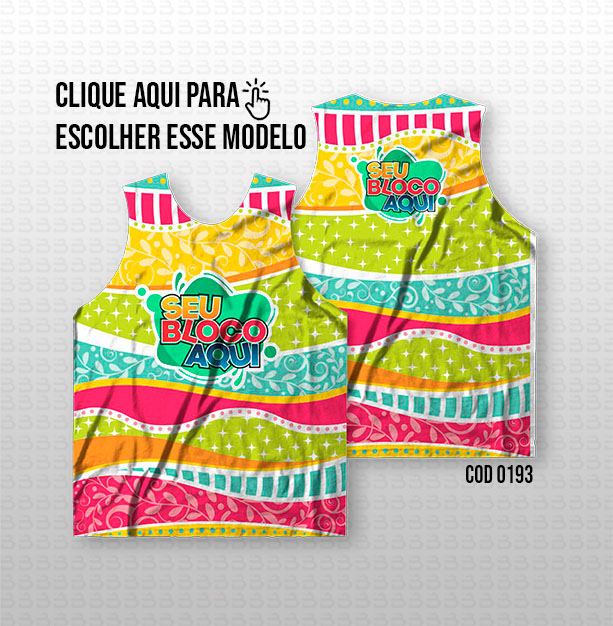 CLIQUE AQUI PARA
ESCOLHER ESSE MODELO
SEU
BLOCO
AQUI
SEU
BLOCO
AQUI
COD 0193